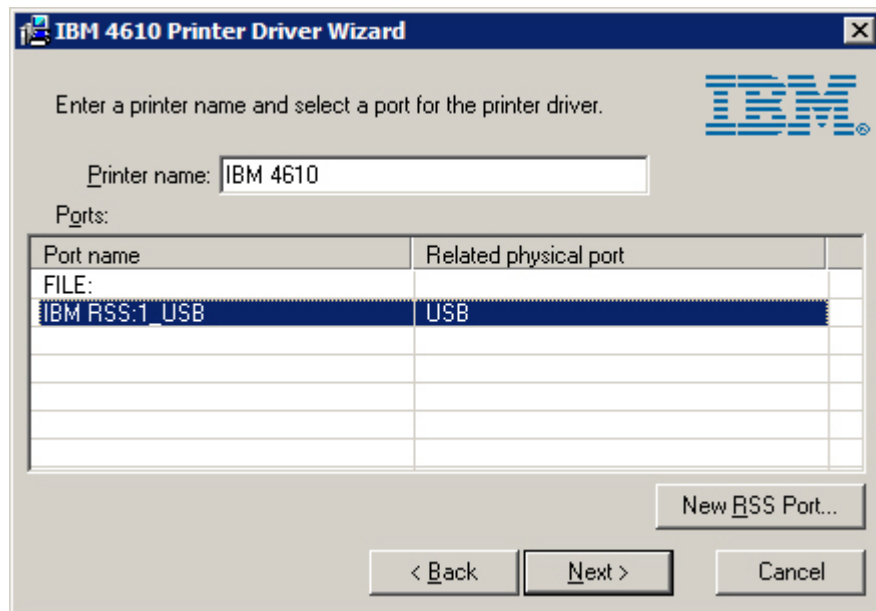 IBM 4610 Printer Driver Wizard
Enter a printer name and select a port for the printer driver.
IBM®
Printer name: IBM 4610
Ports:
Port name Related physical port
FILE:
IBM RSS:1_USB USB
New RSS Port...
< Back Next > Cancel